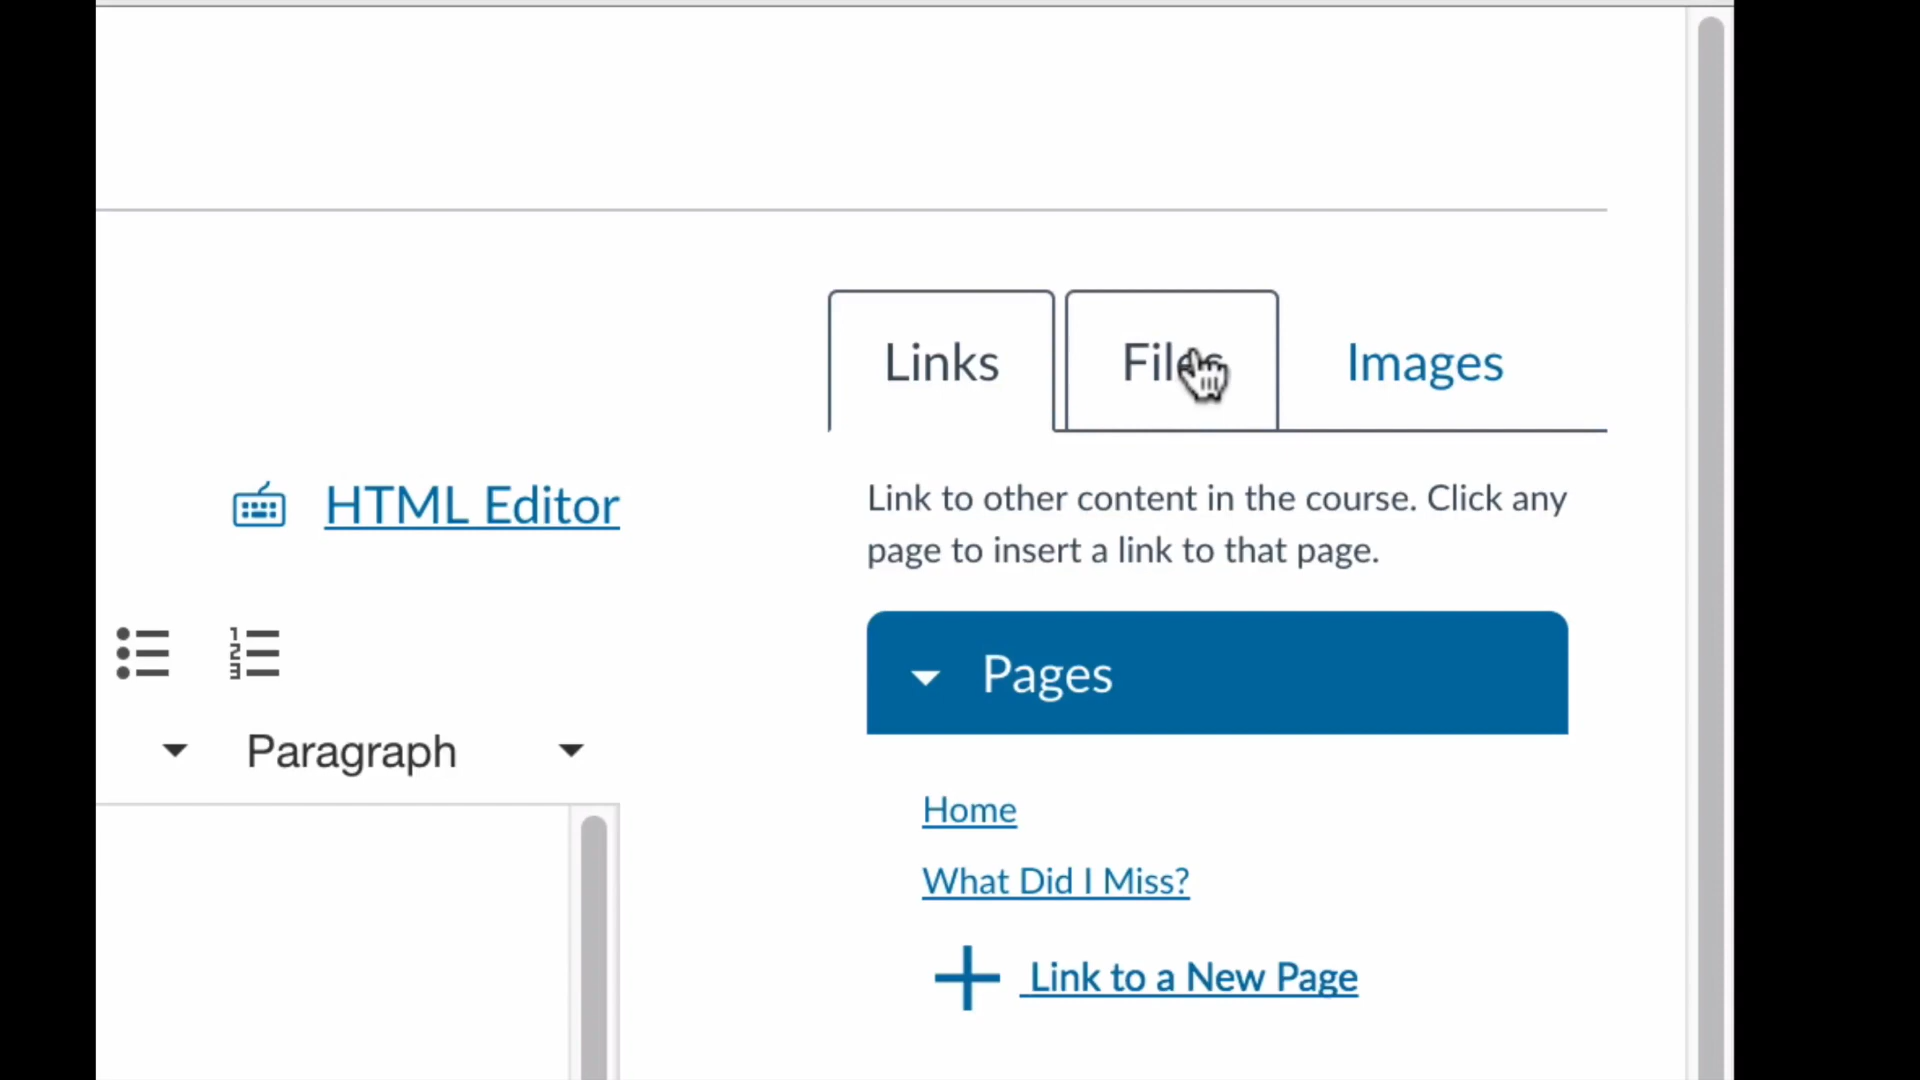 Links
Files
Images
HTML Editor
Link to other content in the course. Click any
page to insert a link to that page.
Pages
Paragraph
Home
What Did I Miss?
Link to a New Page